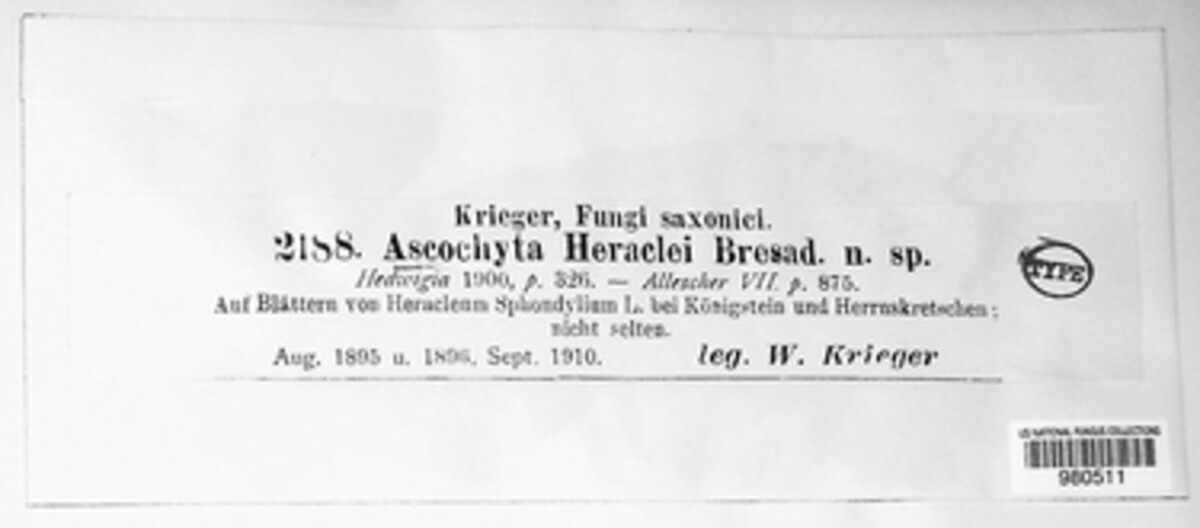 Krieger, Fungi saxonici.
2188. Ascochyta Heraclei Bresad. n. sp.
Hedwigia 1900, p. 326. — Allescher VII. p. 875.
Auf Blättern von Heracleum Sphondylium L. bei Königstein und Herrnskretschen;
nicht selten.
Aug. 1895 u. 1896. Sept. 1910. leg. W. Krieger
TYPE
US NATIONAL FUNGUS COLLECTIONS
980511